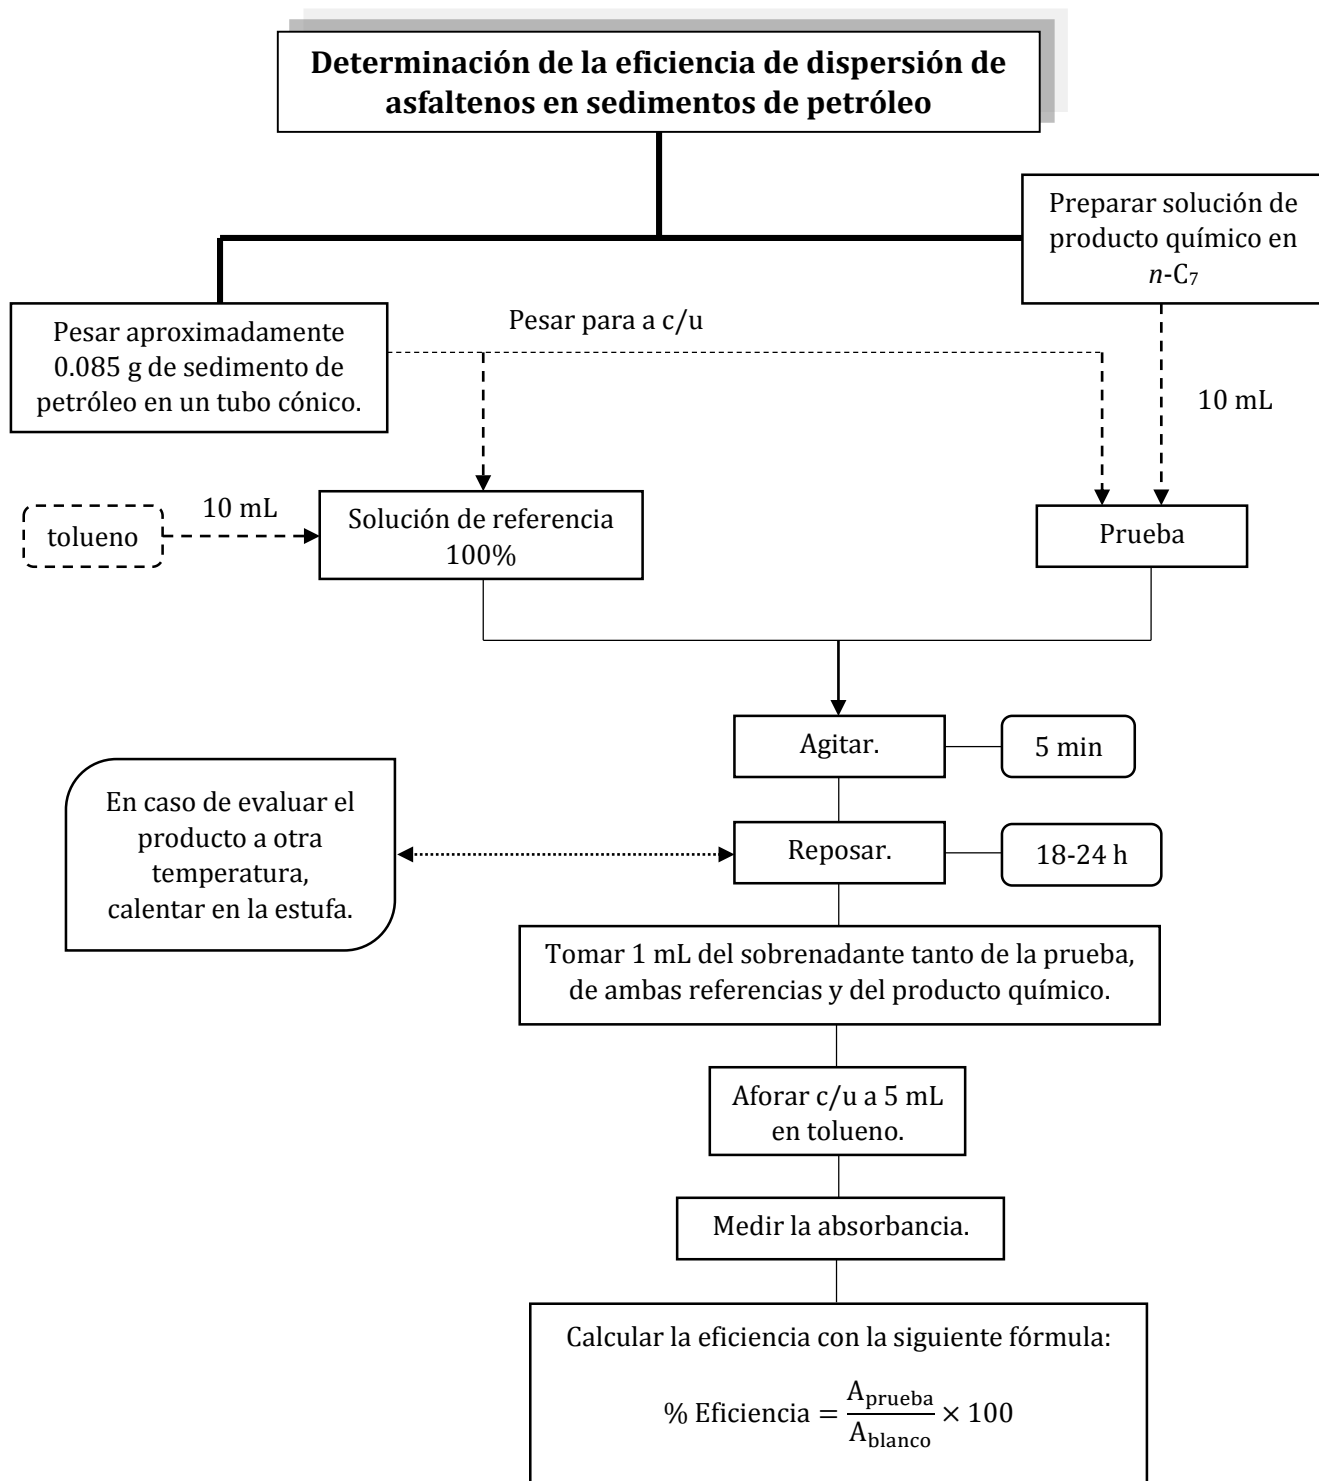 Determinación de la eficiencia de dispersión de
asfaltenos en sedimentos de petróleo
Preparar solución de
producto químico en
n-C₇
Pesar aproximadamente
0.085 g de sedimento de
petróleo en un tubo cónico.
Pesar para a c/u
10 mL
tolueno
10 mL
Solución de referencia
100%
Prueba
Agitar.
5 min
En caso de evaluar el
producto a otra
temperatura,
calentar en la estufa.
Reposar.
18-24 h
Tomar 1 mL del sobrenadante tanto de la prueba,
de ambas referencias y del producto químico.
Aforar c/u a 5 mL
en tolueno.
Medir la absorbancia.
Calcular la eficiencia con la siguiente fórmula:
% Eficiencia = A_prueba / A_blanco × 100